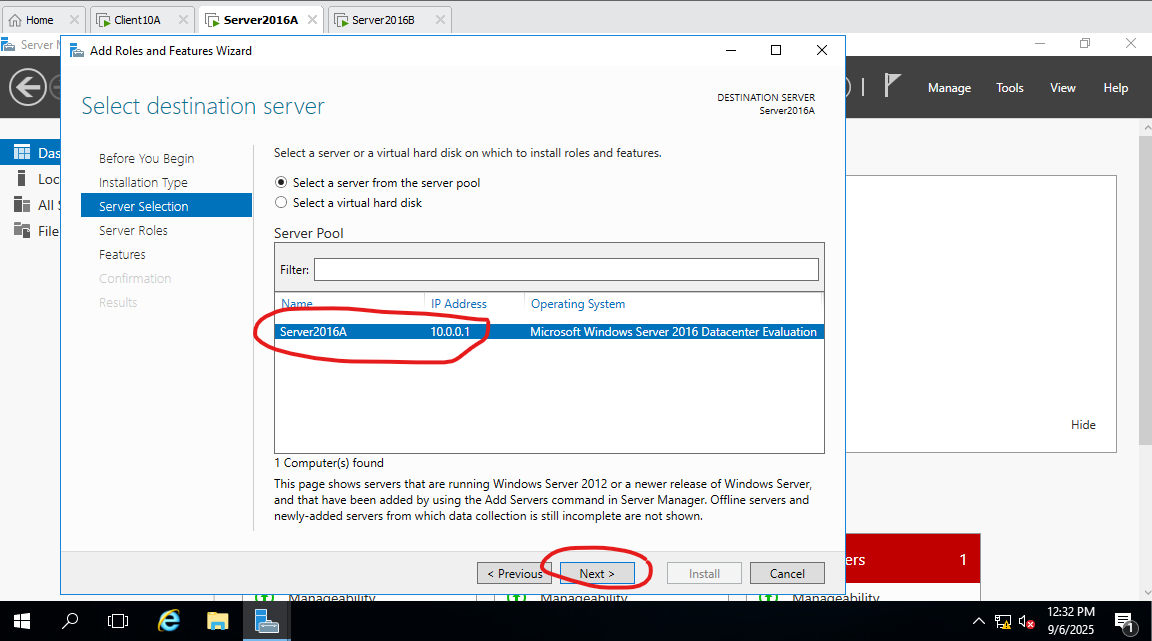 Home
Client10A
Server2016A
Server2016B
Server M
Add Roles and Features Wizard
Manage
Tools
View
Help
Select destination server
DESTINATION SERVER
Server2016A
Das
Loc
All S
File
Before You Begin
Installation Type
Server Selection
Server Roles
Features
Confirmation
Results
Select a server or a virtual hard disk on which to install roles and features.
Select a server from the server pool
Select a virtual hard disk
Server Pool
Filter:
Name IP Address Operating System
Server2016A 10.0.0.1 Microsoft Windows Server 2016 Datacenter Evaluation
Hide
1 Computer(s) found
This page shows servers that are running Windows Server 2012 or a newer release of Windows Server,
and that have been added by using the Add Servers command in Server Manager. Offline servers and
newly-added servers from which data collection is still incomplete are not shown.
ers 1
< Previous Next > Install Cancel
Manageability Manageability Manageability
12:32 PM
9/6/2025
1